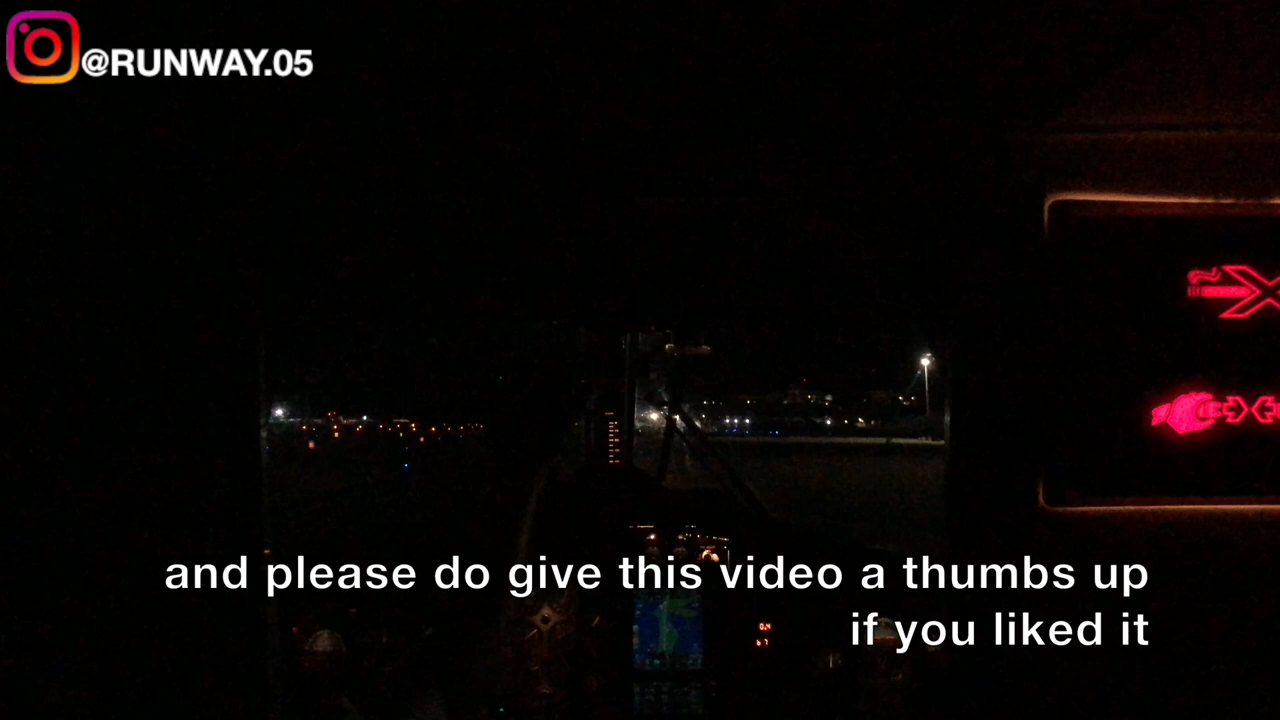 @RUNWAY.05
and please do give this video a thumbs up
if you liked it